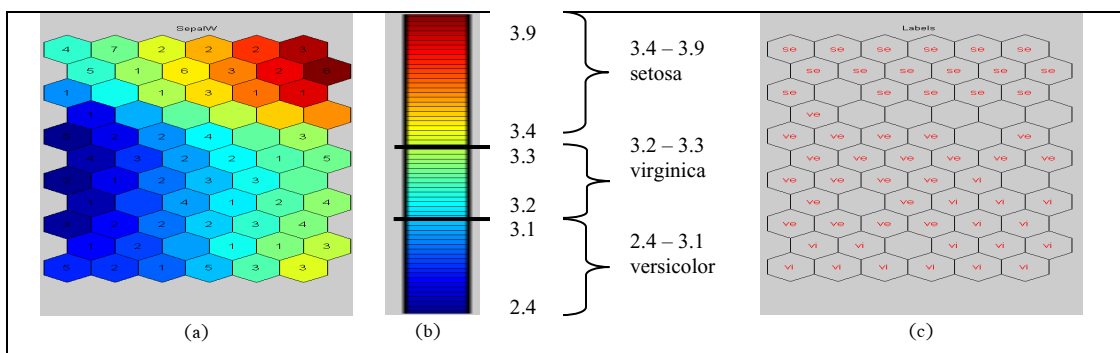 SepalW
4 7 2 2 2 3
5 1 6 3 2 6
1 1 3 1 1
1
2 2 4 3
4 3 2 2 1 5
1 2 3 3
4 1 2 4
2 2 3 4
1 2 1 1 3
5 2 1 5 3 3
(a)
(b)
3.9
3.4
3.3
3.2
3.1
2.4
3.4 – 3.9
setosa
3.2 – 3.3
virginica
2.4 – 3.1
versicolor
Labels
se se se se se se
se se se se se se
se se se se se
ve
ve ve ve ve ve
ve ve ve ve ve ve
ve ve ve ve vi
ve ve ve vi vi
ve ve ve ve vi vi
vi vi vi vi vi
vi vi vi vi vi vi
(c)